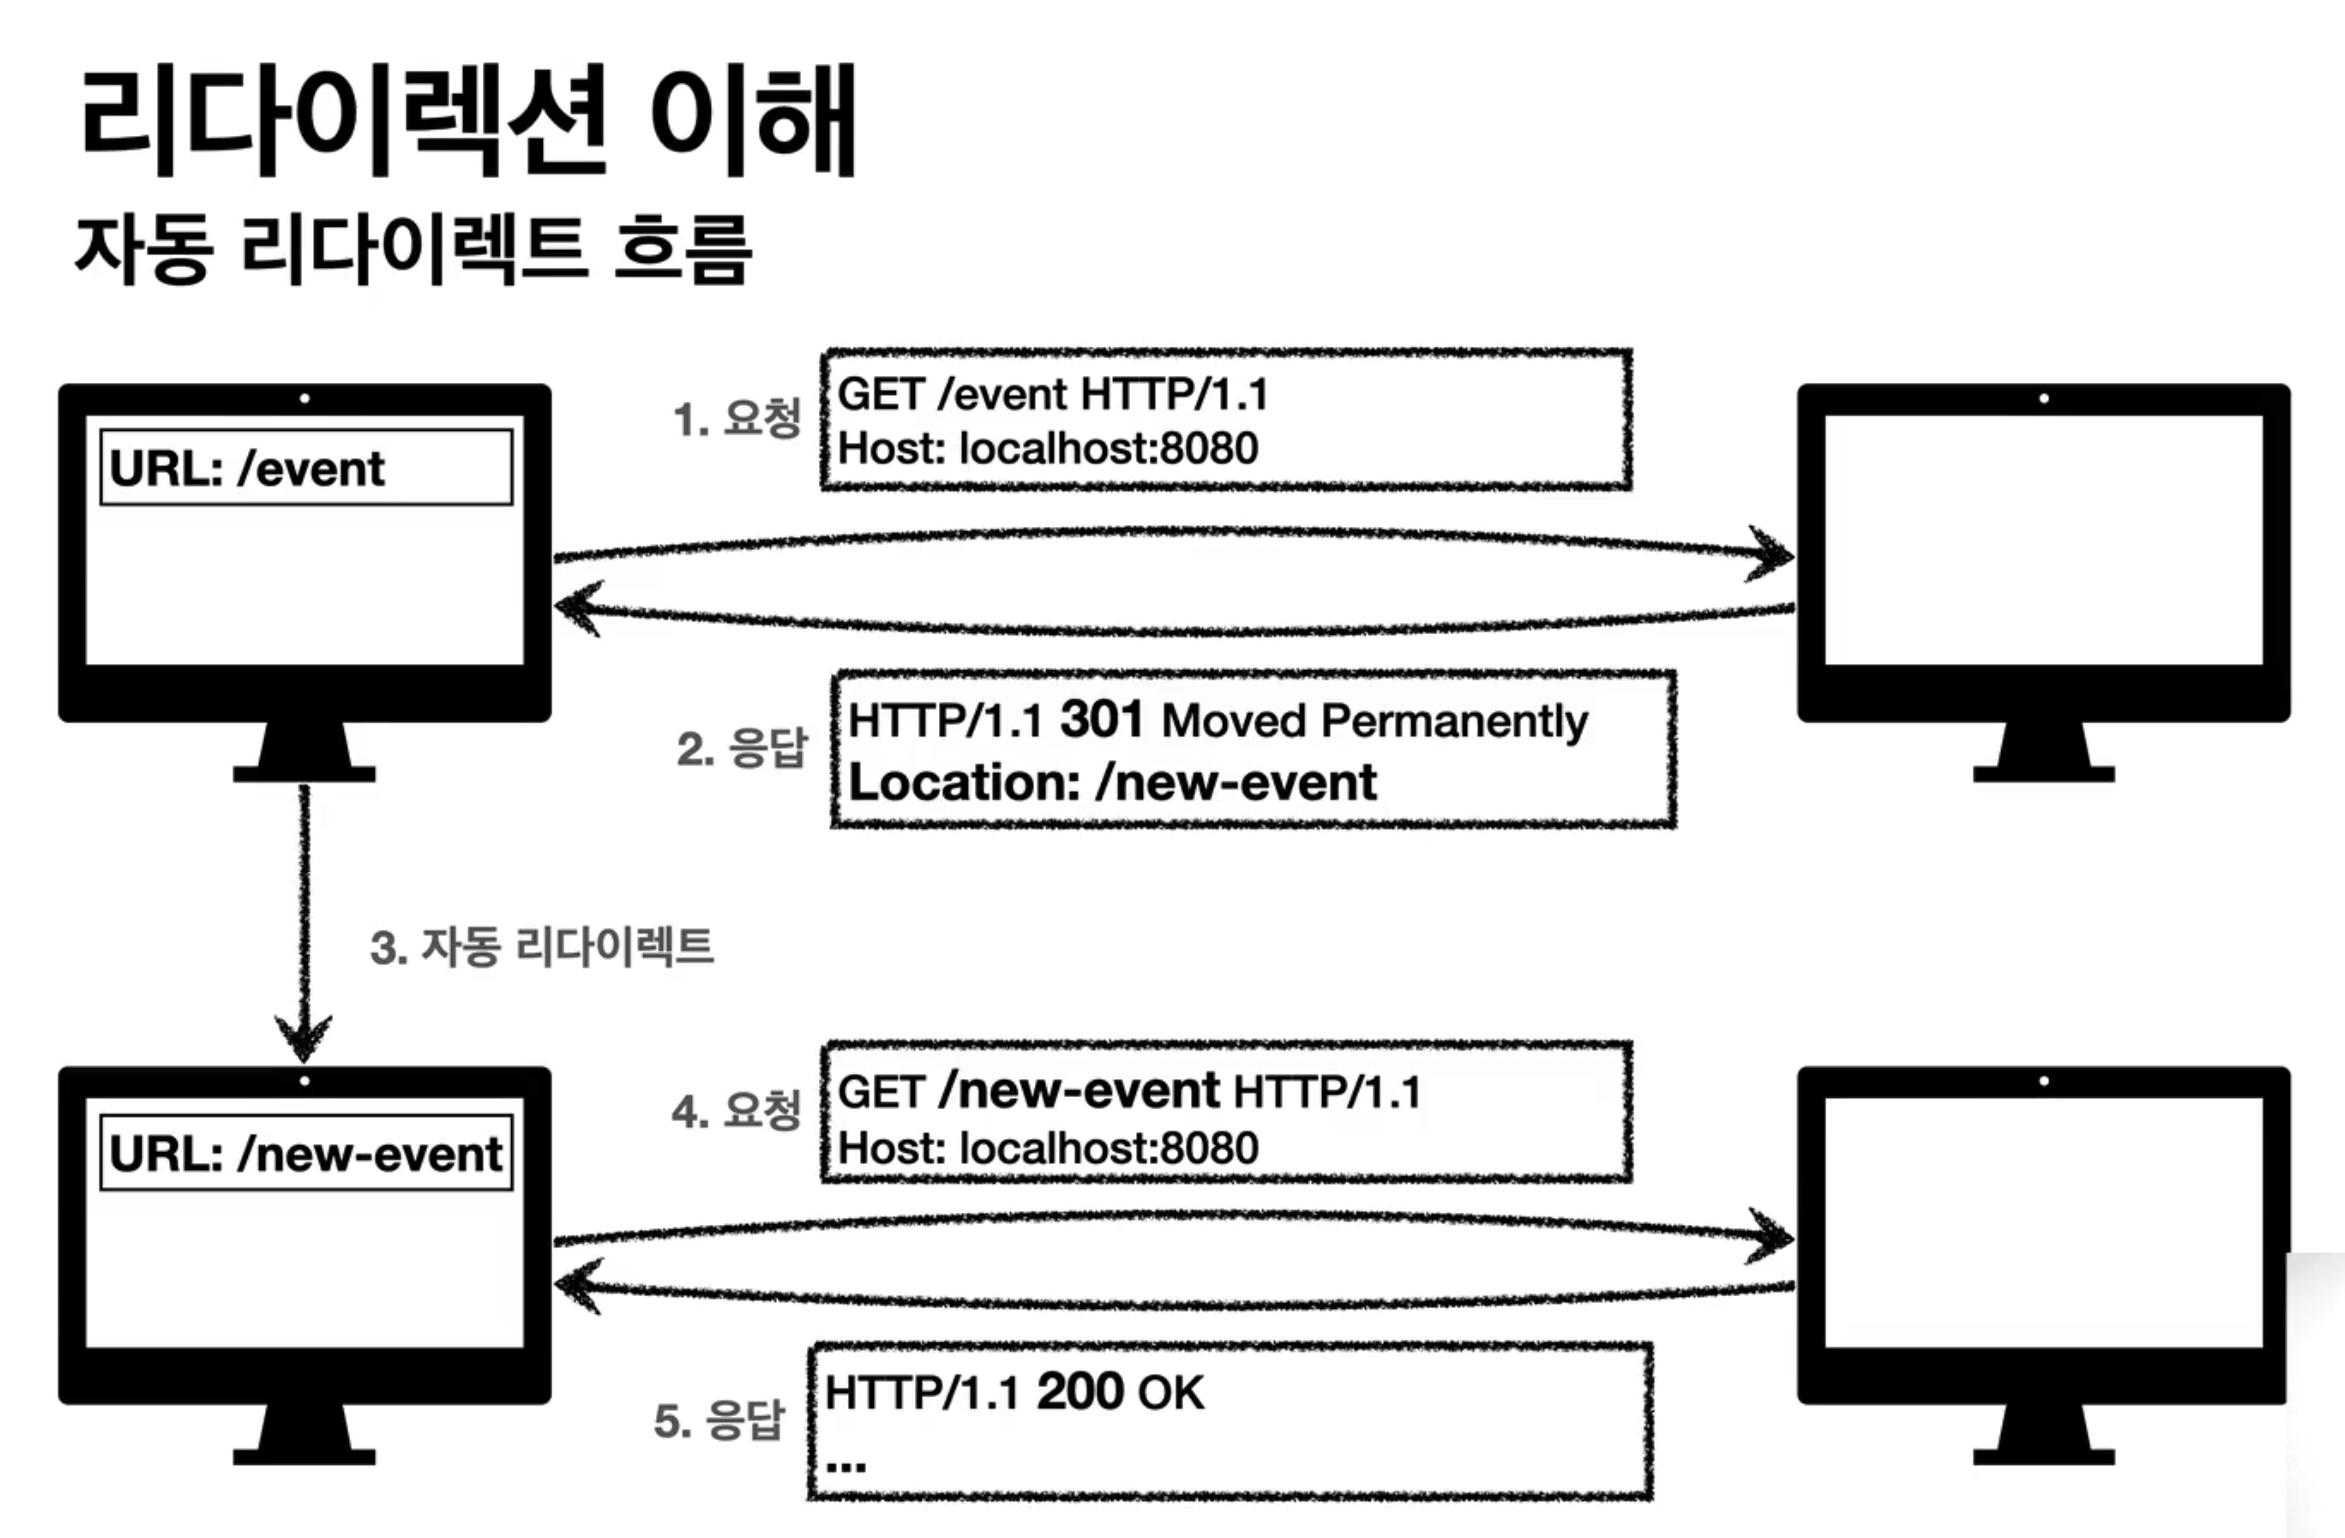 리다이렉션 이해
자동 리다이렉트 흐름
URL: /event
1. 요청
GET /event HTTP/1.1
Host: localhost:8080
2. 응답
HTTP/1.1 301 Moved Permanently
Location: /new-event
3. 자동 리다이렉트
URL: /new-event
4. 요청
GET /new-event HTTP/1.1
Host: localhost:8080
5. 응답
HTTP/1.1 200 OK
...